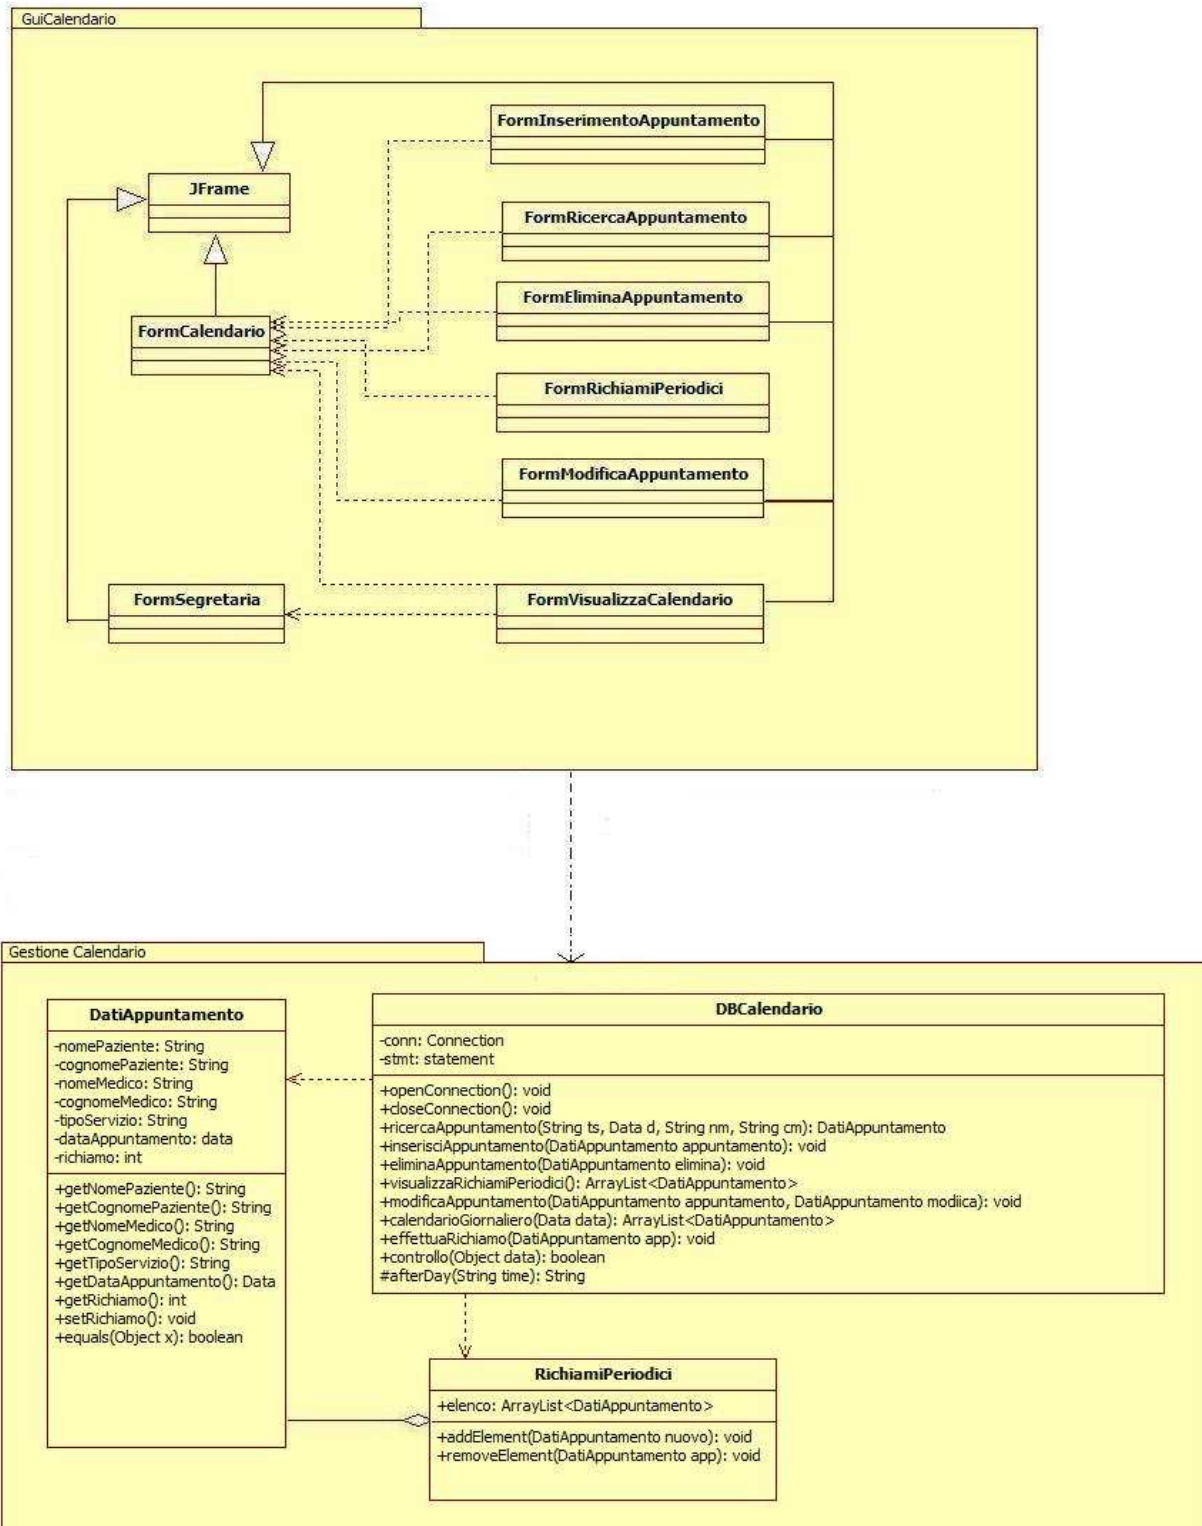 GuiCalendario
FormInserimentoAppuntamento
JFrame
FormRicercaAppuntamento
FormEliminaAppuntamento
FormCalendario
FormRichiamiPeriodici
FormModificaAppuntamento
FormSegretaria
FormVisualizzaCalendario
Gestione Calendario
DatiAppuntamento
-nomePaziente: String
-cognomePaziente: String
-nomeMedico: String
-cognomeMedico: String
-tipoServizio: String
-dataAppuntamento: data
-richiamo: int
+getNomePaziente(): String
+getCognomePaziente(): String
+getNomeMedico(): String
+getCognomeMedico(): String
+getTipoServizio(): String
+getDataAppuntamento(): Data
+getRichiamo(): int
+setRichiamo(): void
+equals(Object x): boolean
DBCalendario
-conn: Connection
-stmt: statement
+openConnection(): void
+closeConnection(): void
+ricercaAppuntamento(String ts, Data d, String nm, String cm): DatiAppuntamento
+inserisciAppuntamento(DatiAppuntamento appuntamento): void
+eliminaAppuntamento(DatiAppuntamento elimina): void
+visualizzaRichiamiPeriodici(): ArrayList<DatiAppuntamento>
+modificaAppuntamento(DatiAppuntamento appuntamento, DatiAppuntamento modiica): void
+calendarioGiornaliero(Data data): ArrayList<DatiAppuntamento>
+effettuaRichiamo(DatiAppuntamento app): void
+controllo(Object data): boolean
#afterDay(String time): String
RichiamiPeriodici
+elenco: ArrayList<DatiAppuntamento>
+addElement(DatiAppuntamento nuovo): void
+removeElement(DatiAppuntamento app): void